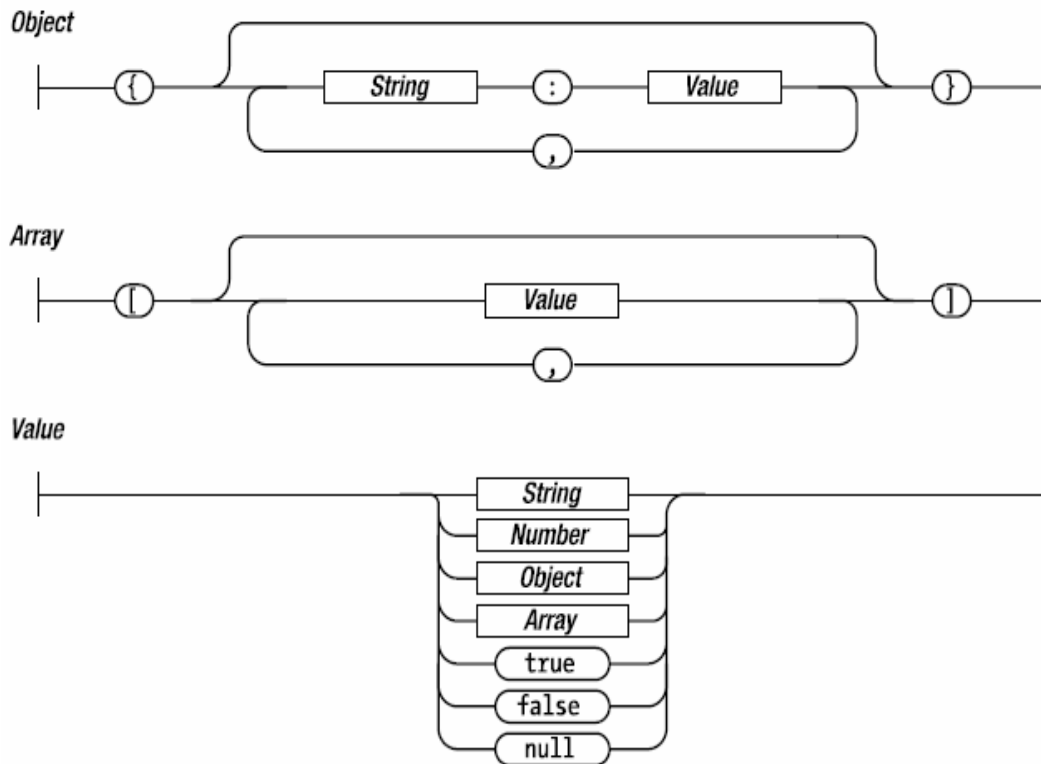 Object
{ String : Value }
,
Array
[ Value ]
,
Value
String
Number
Object
Array
true
false
null